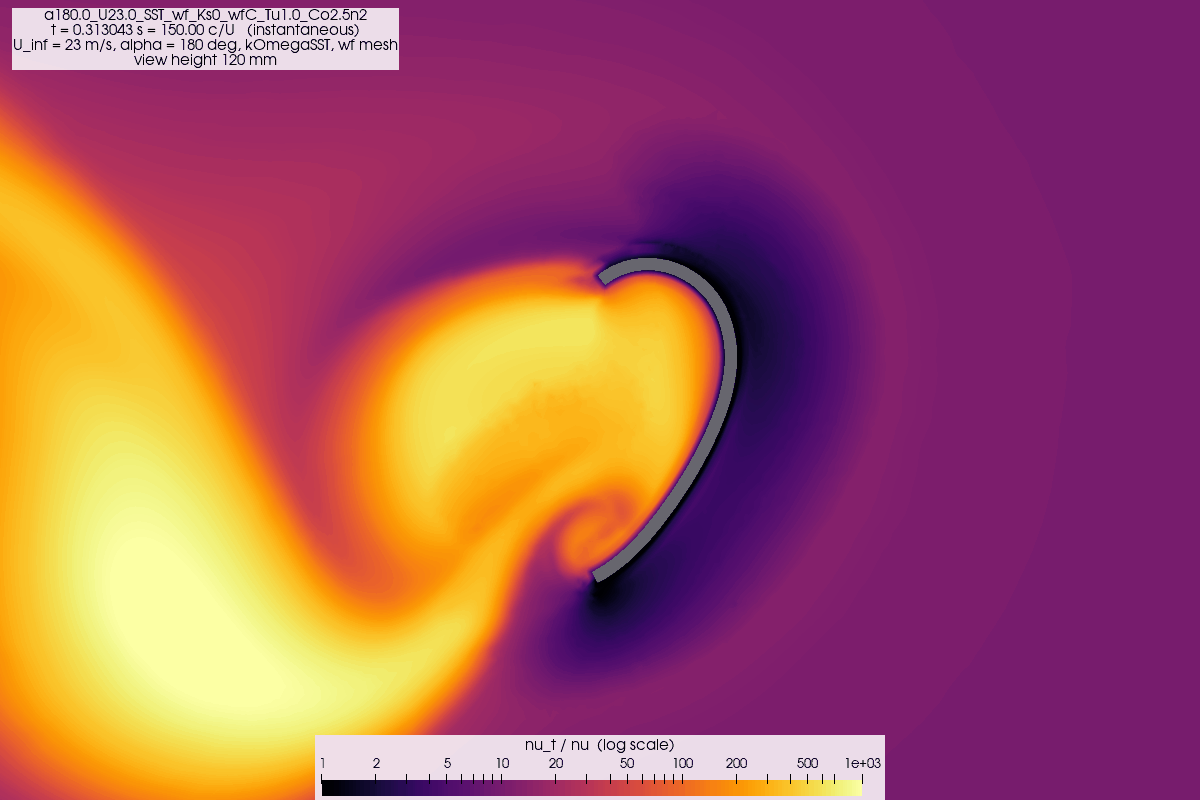 a180.0_U23.0_SST_wf_Ks0_wfC_Tu1.0_Co2.5n2
t = 0.313043 s = 150.00 c/U (instantaneous)
U_inf = 23 m/s, alpha = 180 deg, kOmegaSST, wf mesh
view height 120 mm
nu_t / nu (log scale)
1 2 5 10 20 50 100 200 500 1e+03